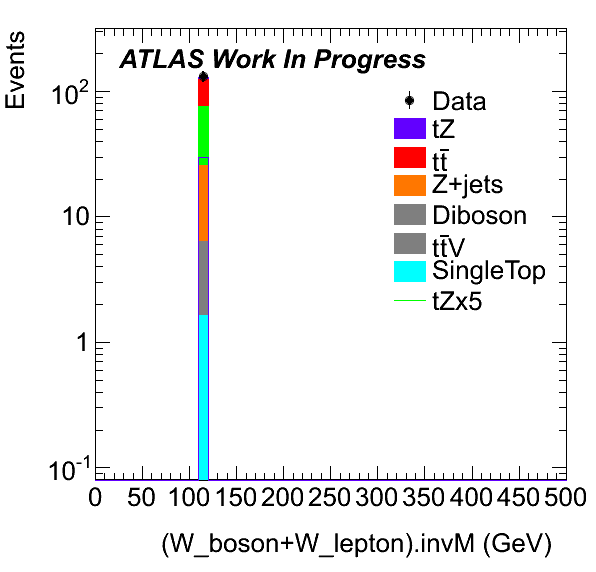 Events
ATLAS Work In Progress
Data
tZ
tt̄
Z+jets
Diboson
tt̄V
SingleTop
tZx5
10²
10
1
10⁻¹
0 50 100 150 200 250 300 350 400 450 500
(W_boson+W_lepton).invM (GeV)